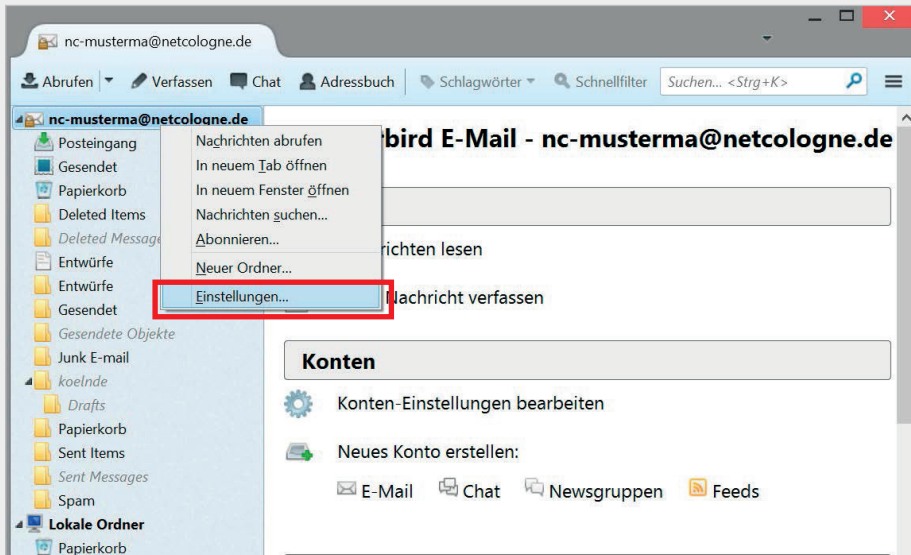 nc-musterma@netcologne.de
Abrufen Verfassen Chat Adressbuch Schlagwörter Schnellfilter Suchen... <Strg+K>
nc-musterma@netcologne.de
Posteingang
Gesendet
Papierkorb
Deleted Items
Deleted Message
Entwürfe
Entwürfe
Gesendet
Gesendete Objekte
Junk E-mail
koelnde
Drafts
Papierkorb
Sent Items
Sent Messages
Spam
Lokale Ordner
Papierkorb
Nachrichten abrufen
In neuem Tab öffnen
In neuem Fenster öffnen
Nachrichten suchen...
Abonnieren...
Neuer Ordner...
Einstellungen...
rbird E-Mail - nc-musterma@netcologne.de
richten lesen
Nachricht verfassen
Konten
Konten-Einstellungen bearbeiten
Neues Konto erstellen:
E-Mail Chat Newsgruppen Feeds